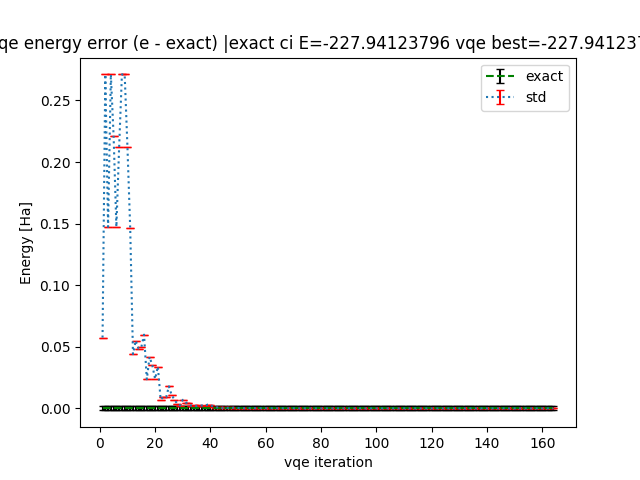 qe energy error (e - exact) |exact ci E=-227.94123796 vqe best=-227.94123
exact
std
Energy [Ha]
0.25
0.20
0.15
0.10
0.05
0.00
0 20 40 60 80 100 120 140 160
vqe iteration